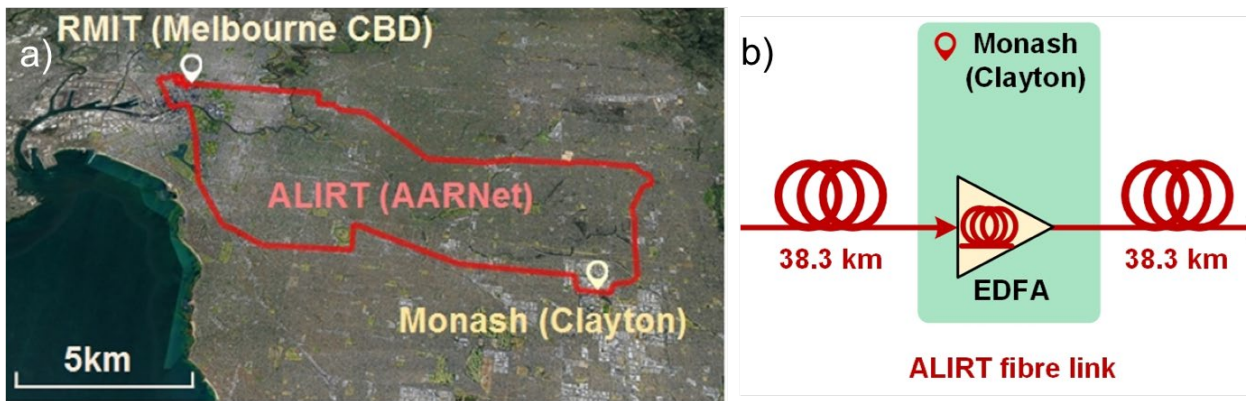 a)
RMIT (Melbourne CBD)
ALIRT (AARNet)
Monash (Clayton)
5km
b)
Monash
(Clayton)
38.3 km
EDFA
38.3 km
ALIRT fibre link